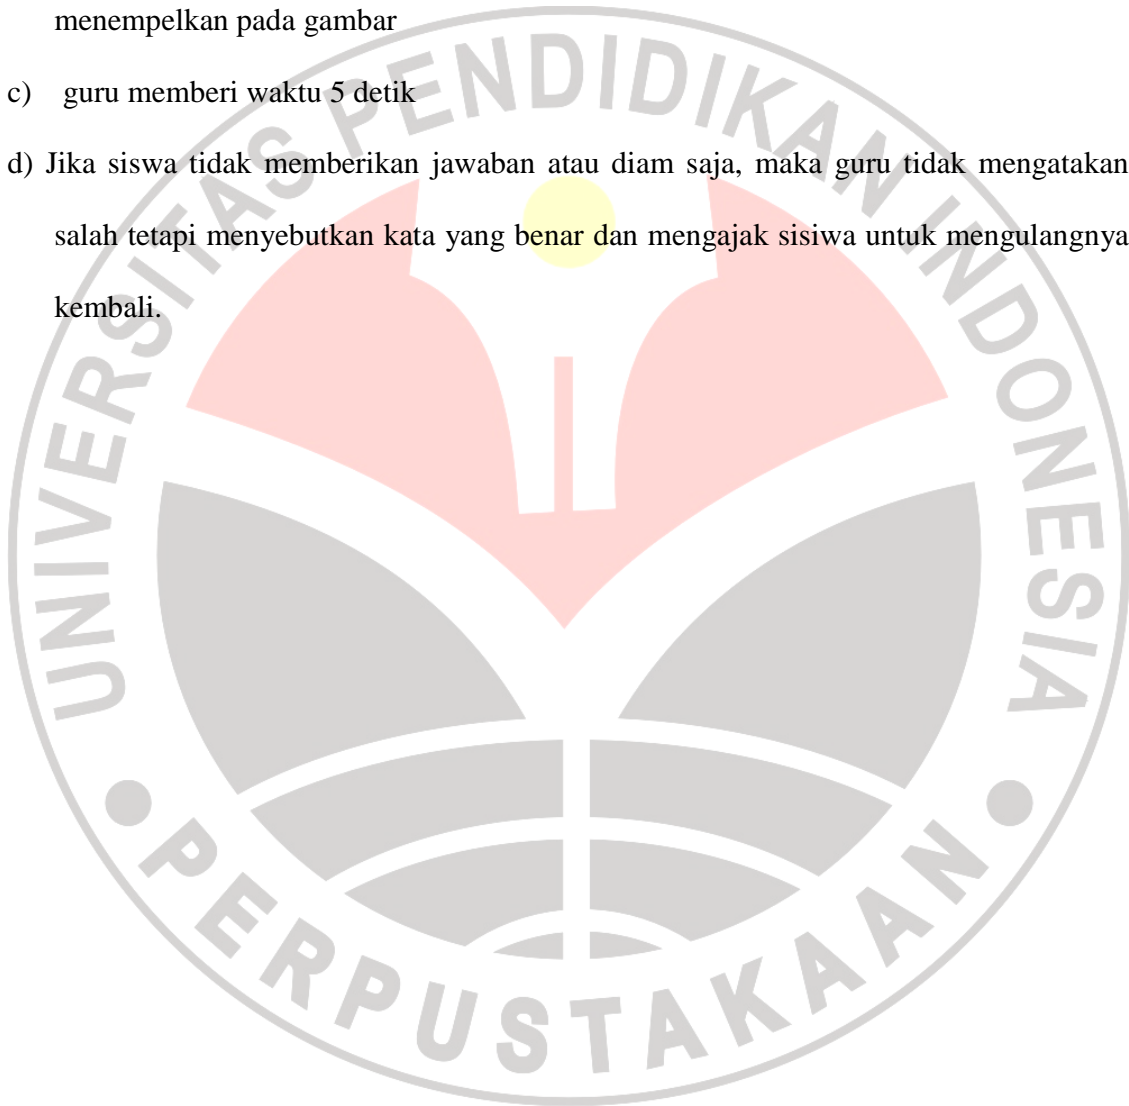 menempelkan pada gambar
c) guru memberi waktu 5 detik
d) Jika siswa tidak memberikan jawaban atau diam saja, maka guru tidak mengatakan
salah tetapi menyebutkan kata yang benar dan mengajak sisiwa untuk mengulangnya
kembali.
UNIVERSITAS PENDIDIKAN INDONESIA
PERPUSTAKAAN